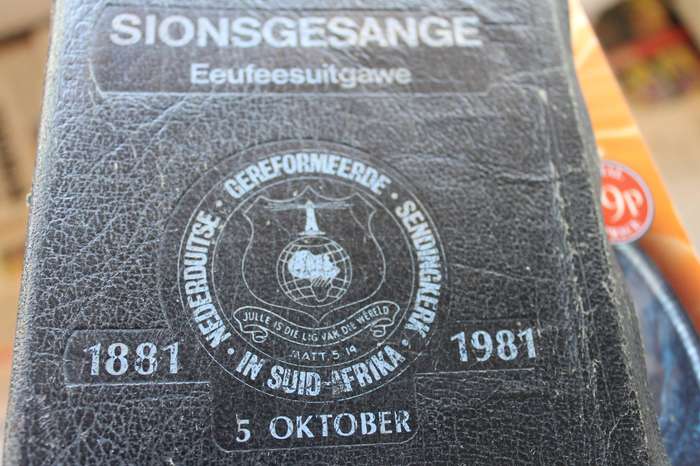 SIONSGESANGE
Eeufeesuitgawe
NEDERDUITSE · GEREFORMEERDE · SENDINGKERK · IN SUID-AFRIKA ·
JULLE IS DIE LIG VAN DIE WÊRELD
MATT. 5:14
1881
1981
5 OKTOBER
9P